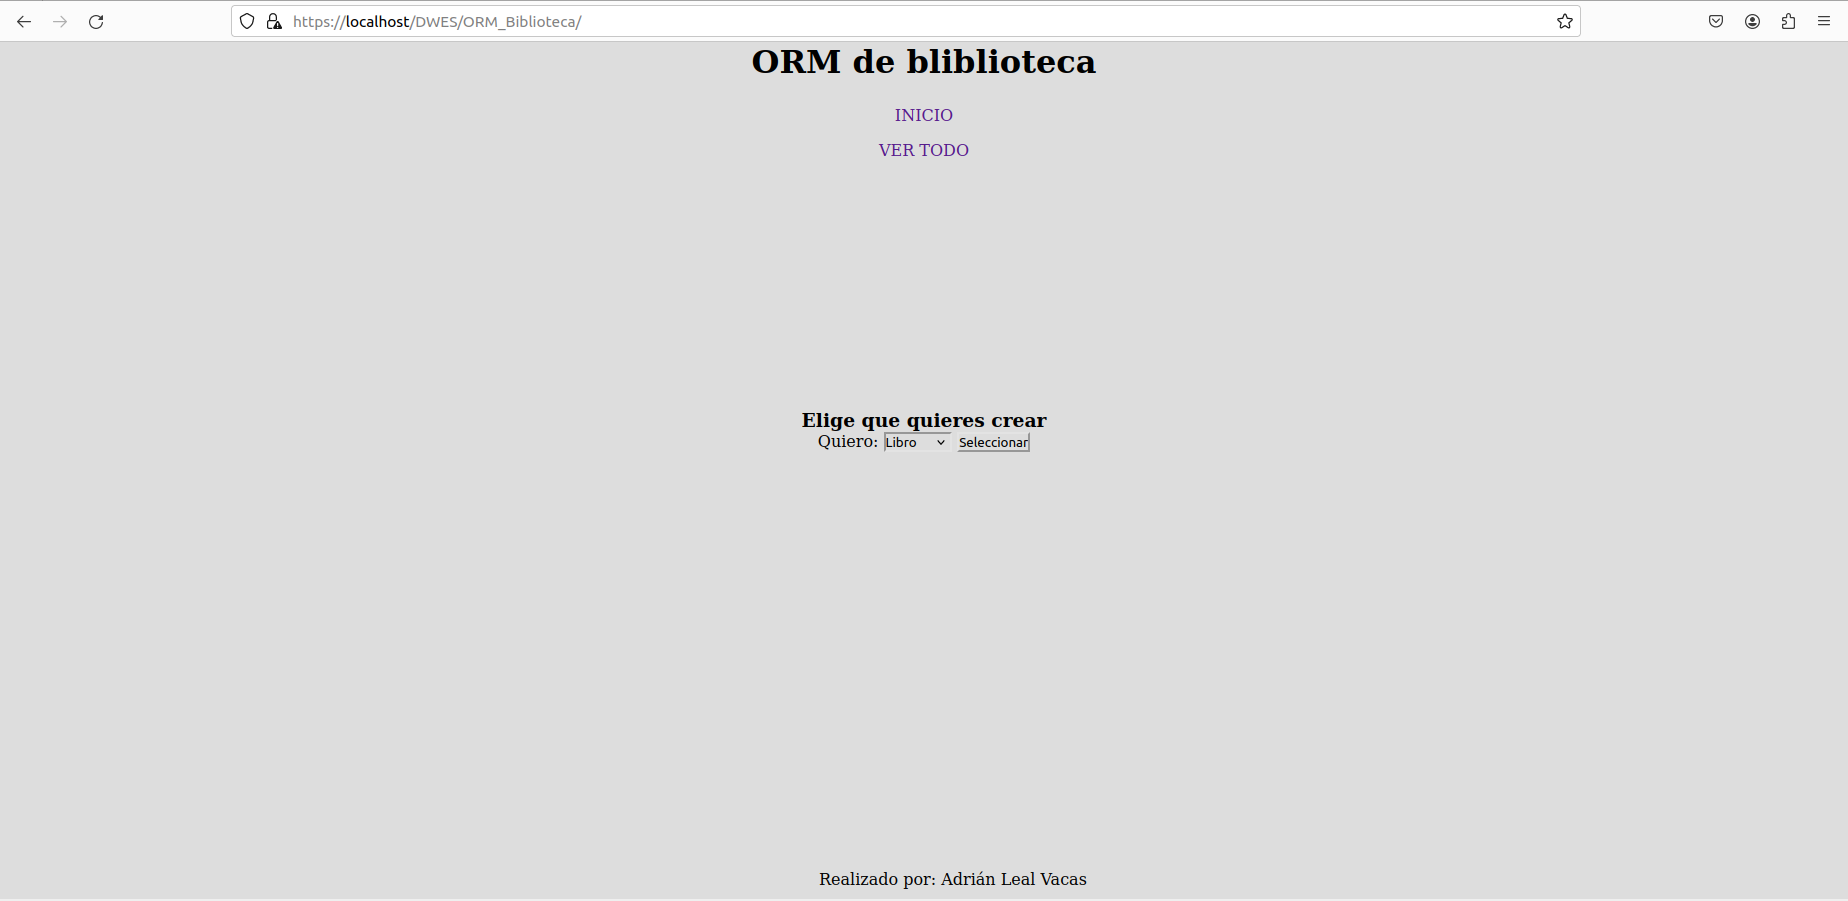 https://localhost/DWES/ORM_Biblioteca/
ORM de bliblioteca
INICIO
VER TODO
Elige que quieres crear
Quiero: Libro Seleccionar
Realizado por: Adrián Leal Vacas